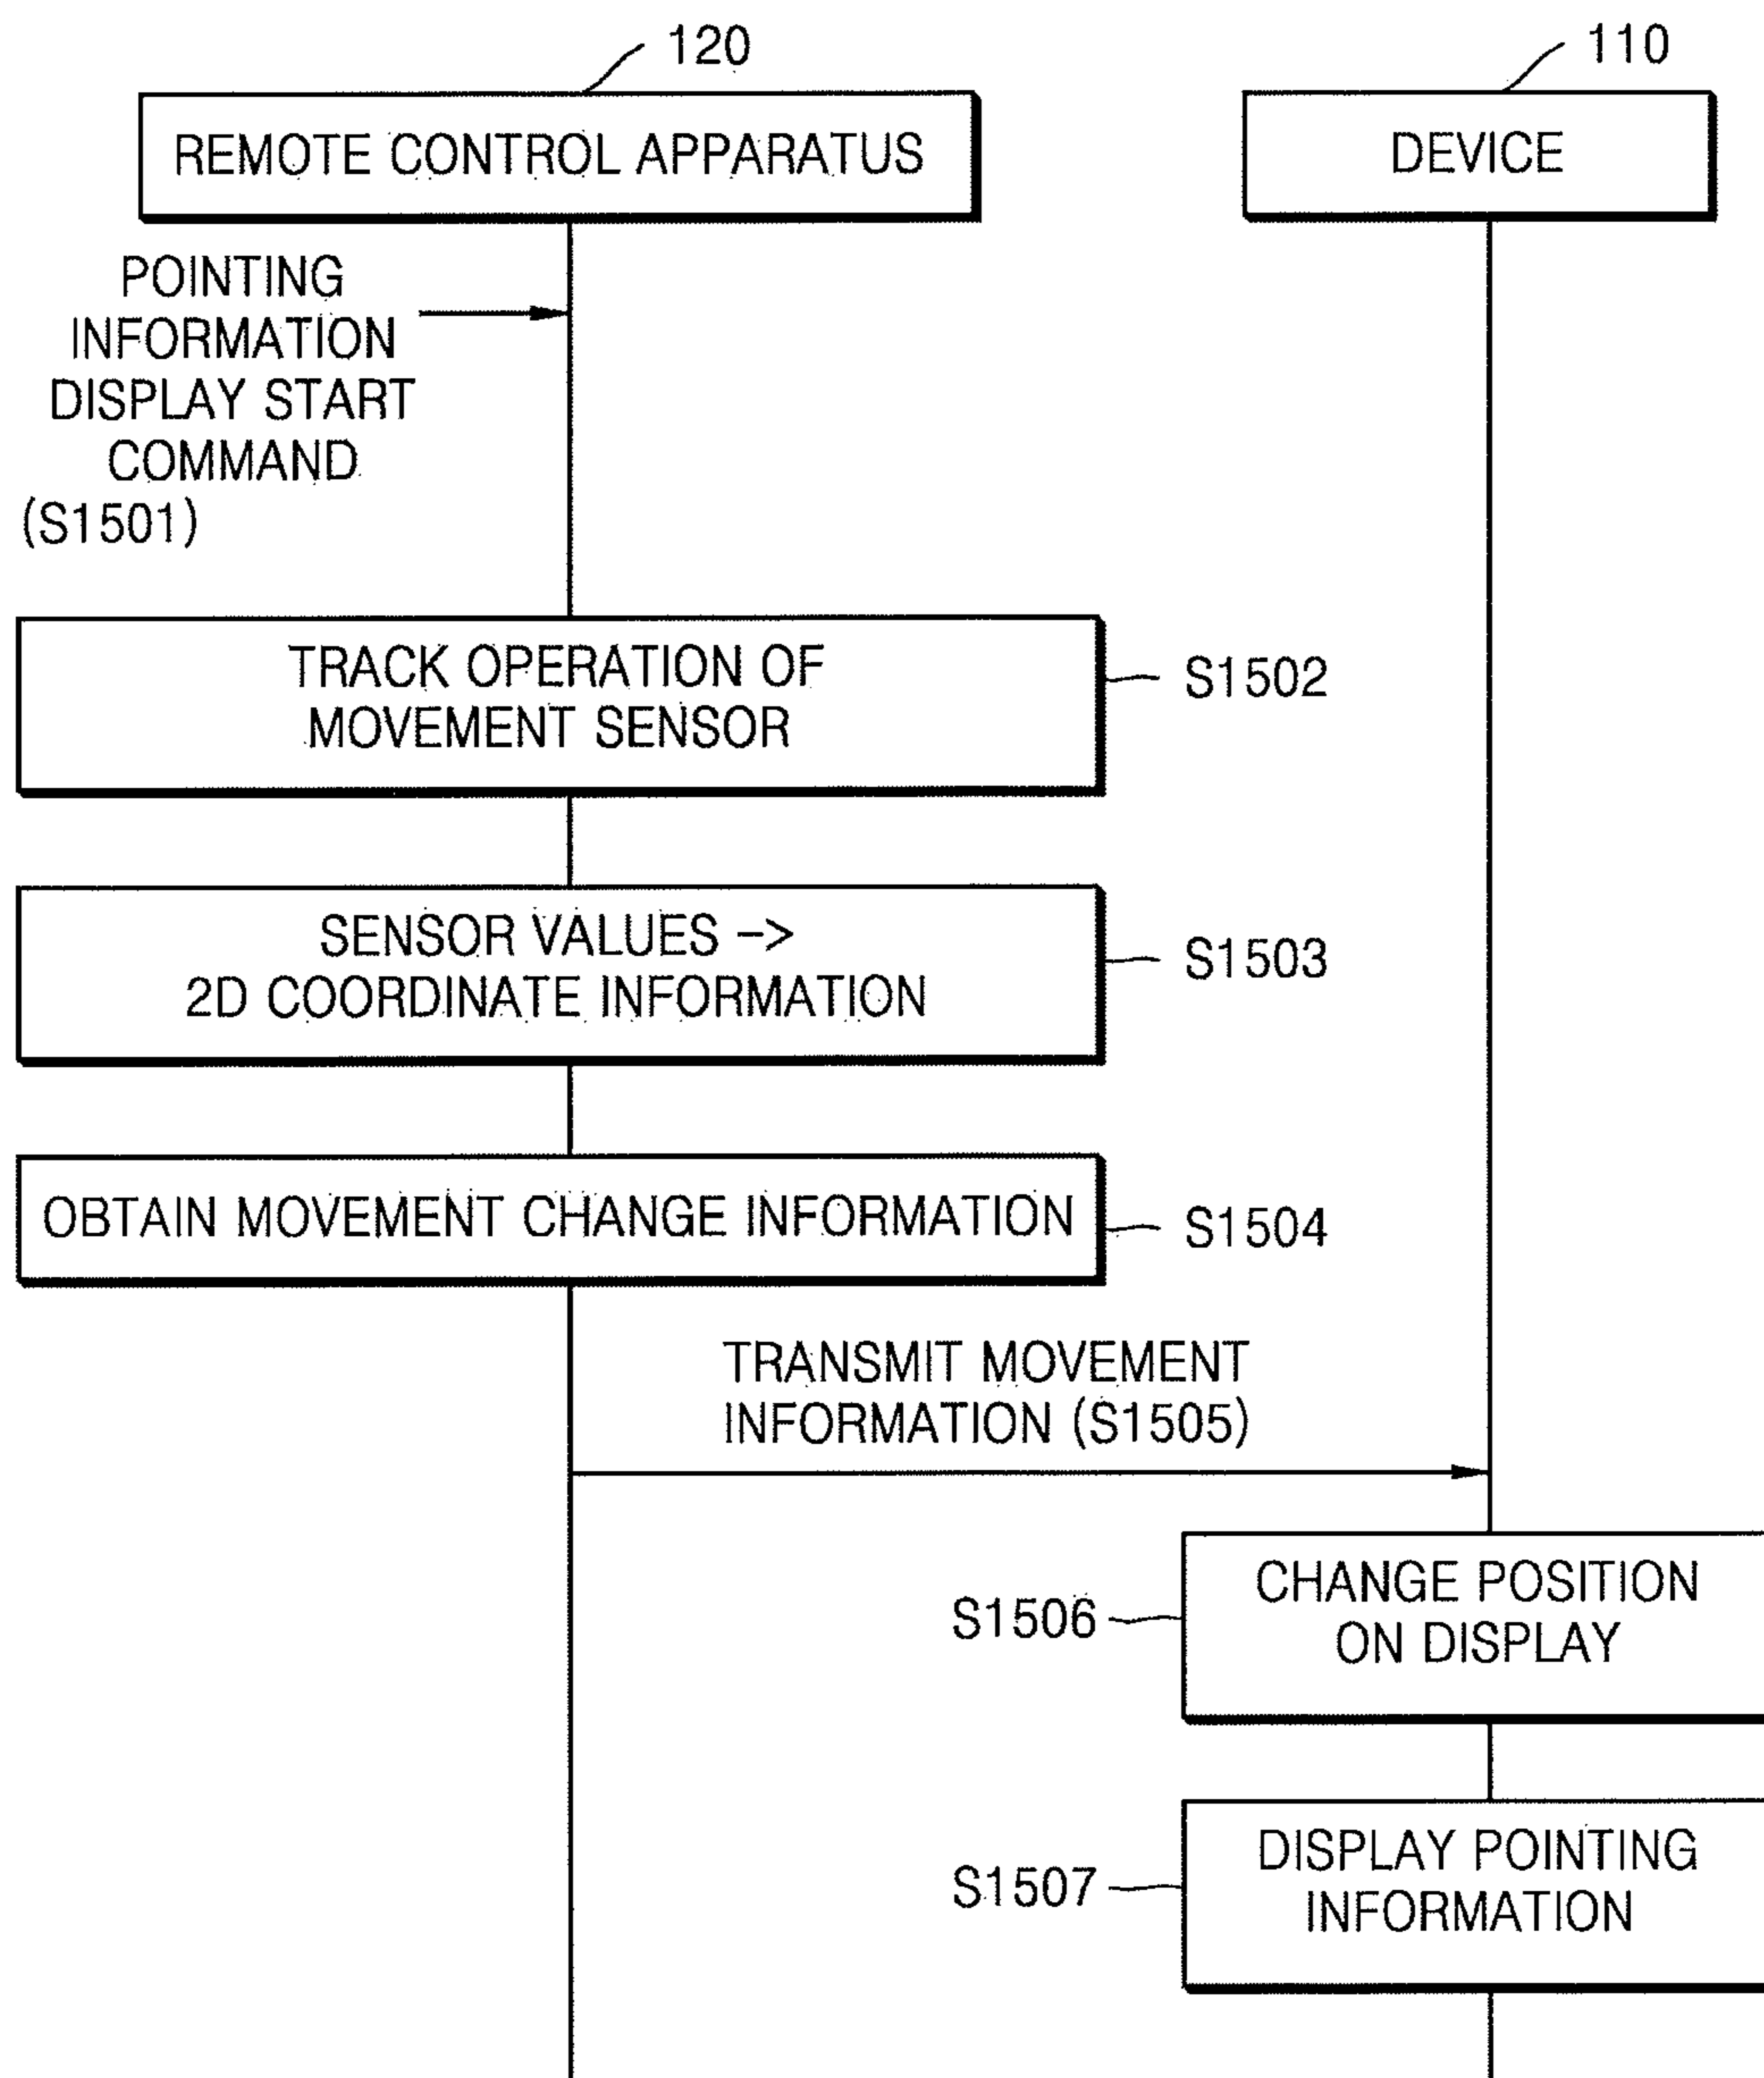 120
110
REMOTE CONTROL APPARATUS
DEVICE
POINTING
INFORMATION
DISPLAY START
COMMAND
(S1501)
TRACK OPERATION OF
MOVEMENT SENSOR
S1502
SENSOR VALUES ->
2D COORDINATE INFORMATION
S1503
OBTAIN MOVEMENT CHANGE INFORMATION
S1504
TRANSMIT MOVEMENT
INFORMATION (S1505)
CHANGE POSITION
ON DISPLAY
S1506
DISPLAY POINTING
INFORMATION
S1507